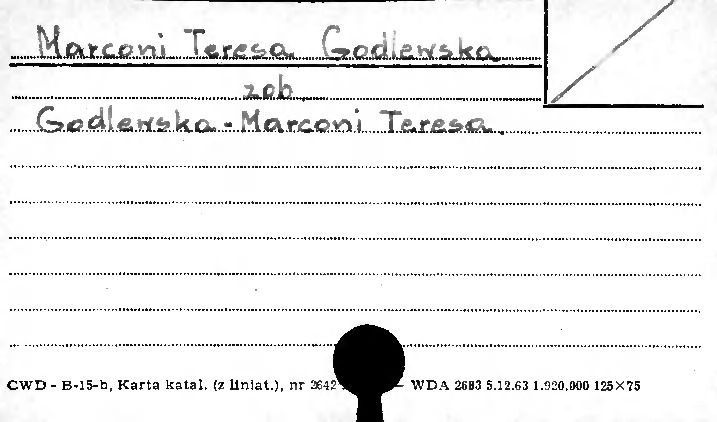 Marconi Teresa Godlewska
zob.
Godlewska-Marconi Teresa.
CWD - B-15-b, Karta katal. (z liniat.), nr 2642 — WDA 2683 5.12.63 1.920.000 125×75